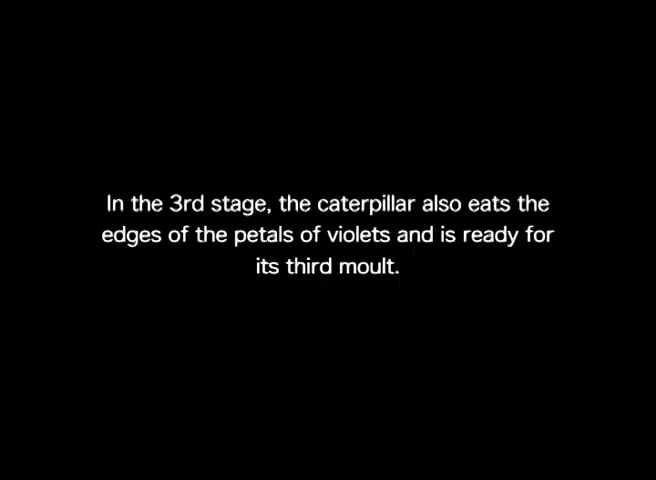 In the 3rd stage, the caterpillar also eats the
edges of the petals of violets and is ready for
its third moult.